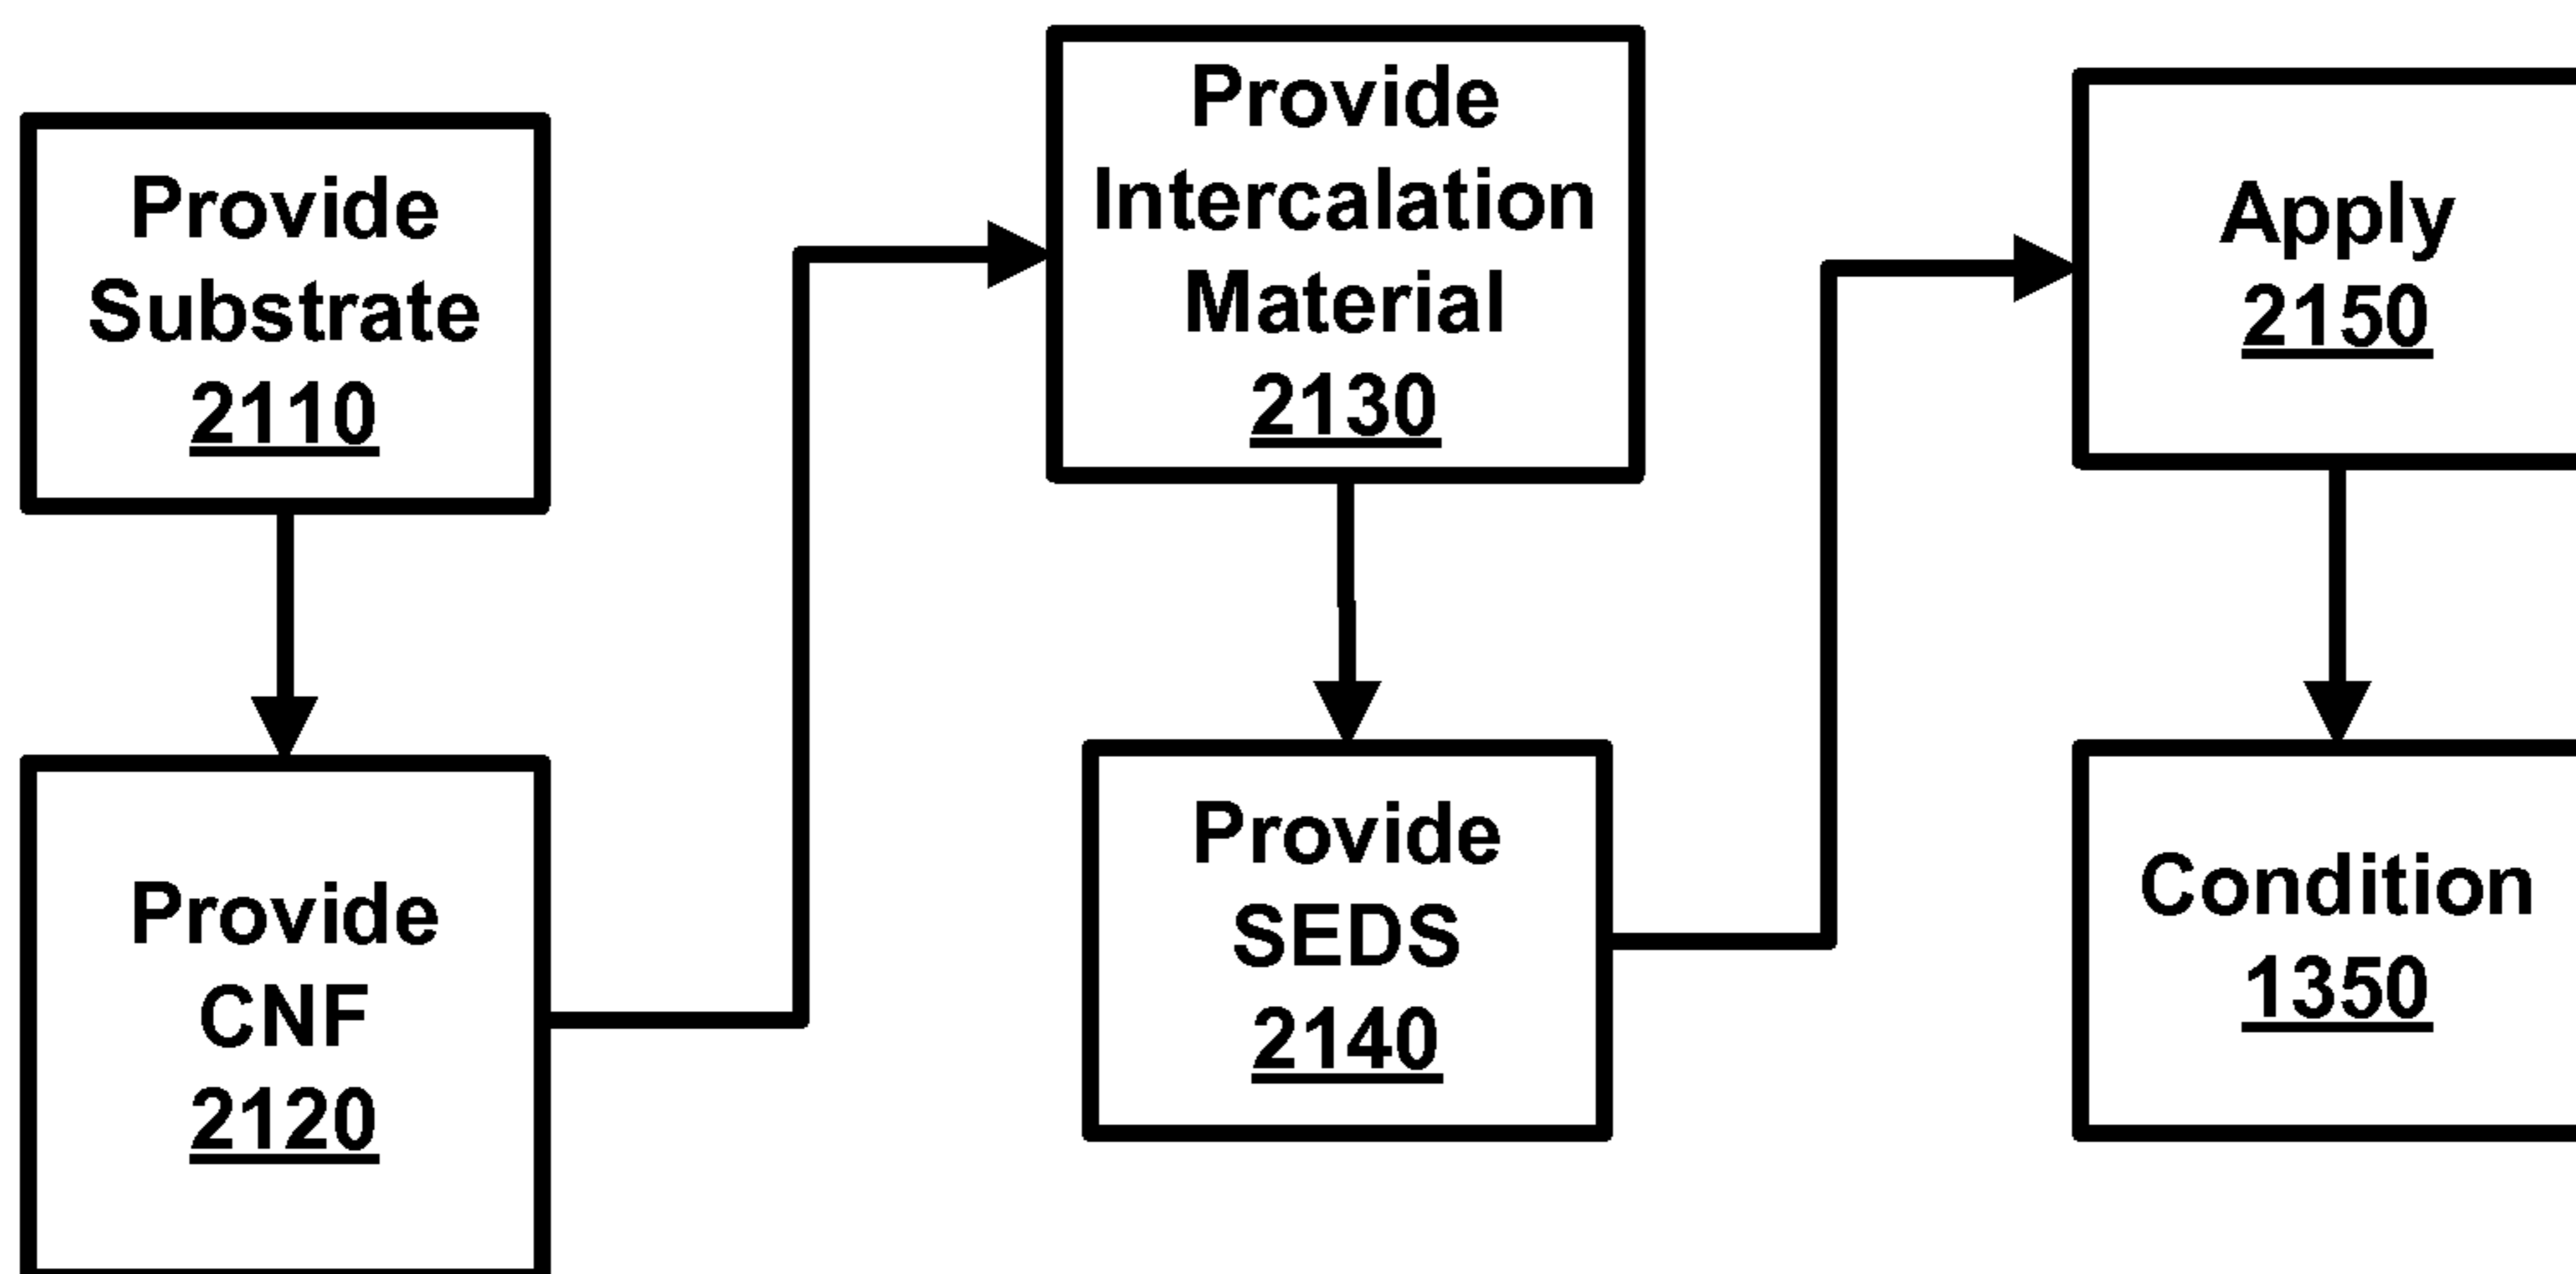 Provide
Substrate
2110
Provide
CNF
2120
Provide
Intercalation
Material
2130
Provide
SEDS
2140
Apply
2150
Condition
1350